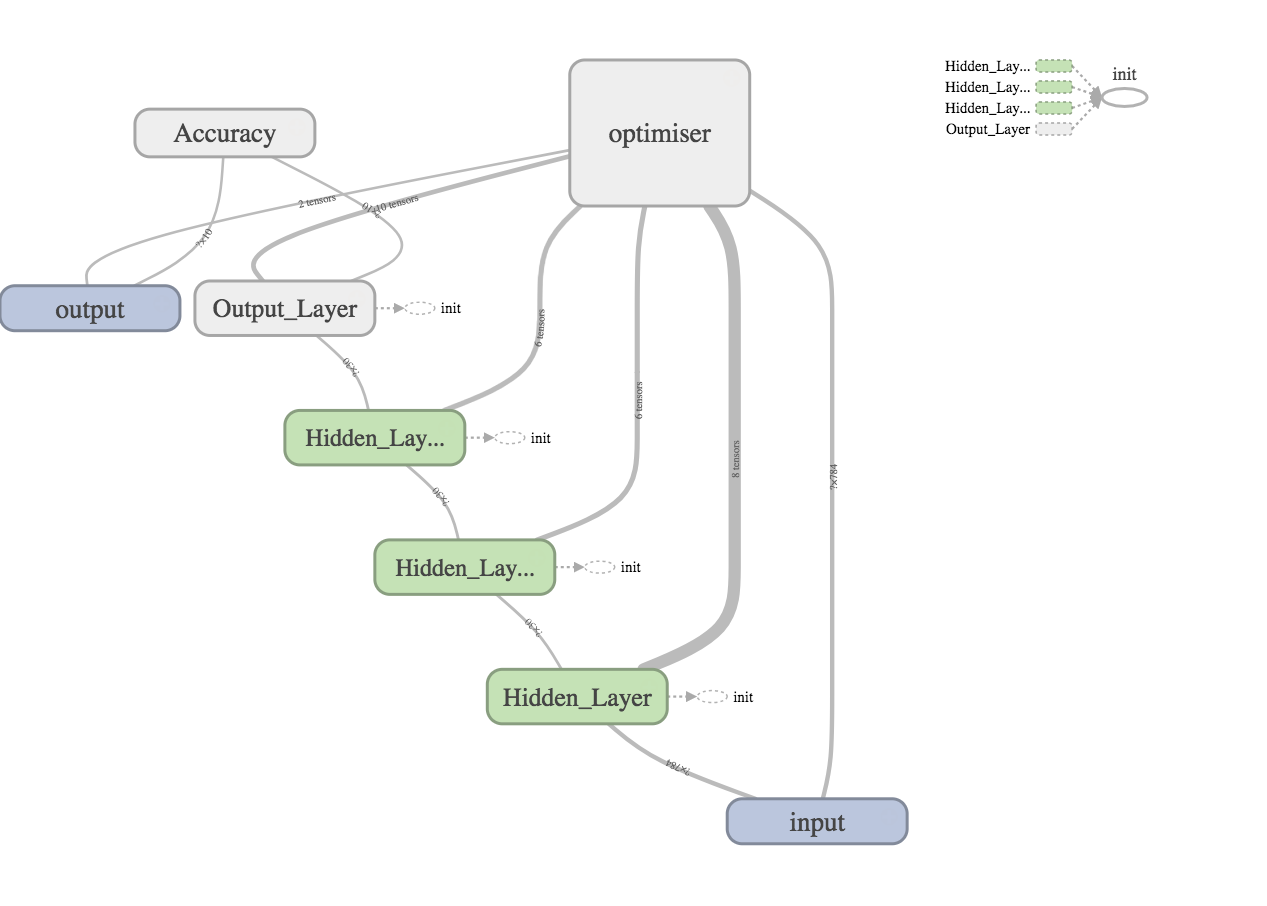 Hidden_Lay...
Hidden_Lay...
Hidden_Lay...
Output_Layer
init
optimiser
Accuracy
2 tensors
10 tensors
?×10
?×10
output
Output_Layer
init
6 tensors
?×30
Hidden_Lay...
init
6 tensors
?×30
Hidden_Lay...
init
8 tensors
?×784
?×30
Hidden_Layer
init
?×784
input